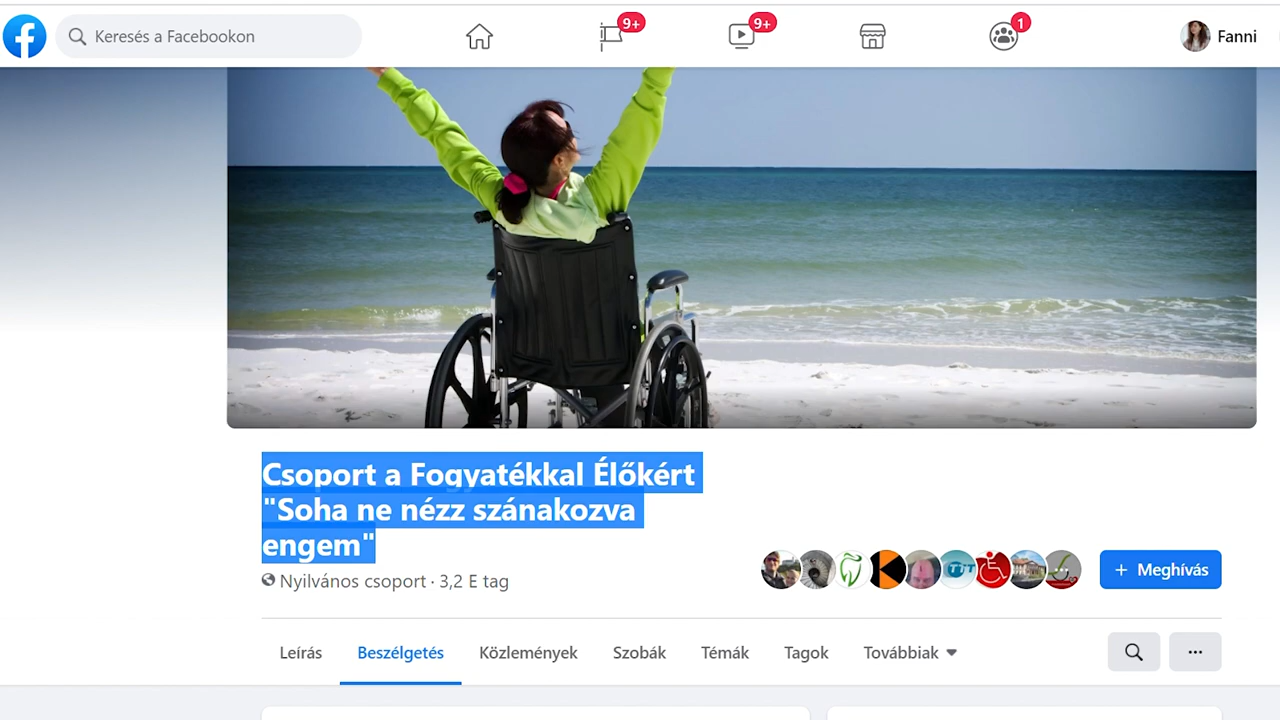 Keresés a Facebookon
9+
9+
1
Fanni
Csoport a Fogyatékkal Élőkért
"Soha ne nézz szánakozva
engem"
Nyilvános csoport · 3,2 E tag
TTT
+ Meghívás
Leírás Beszélgetés Közlemények Szobák Témák Tagok Továbbiak